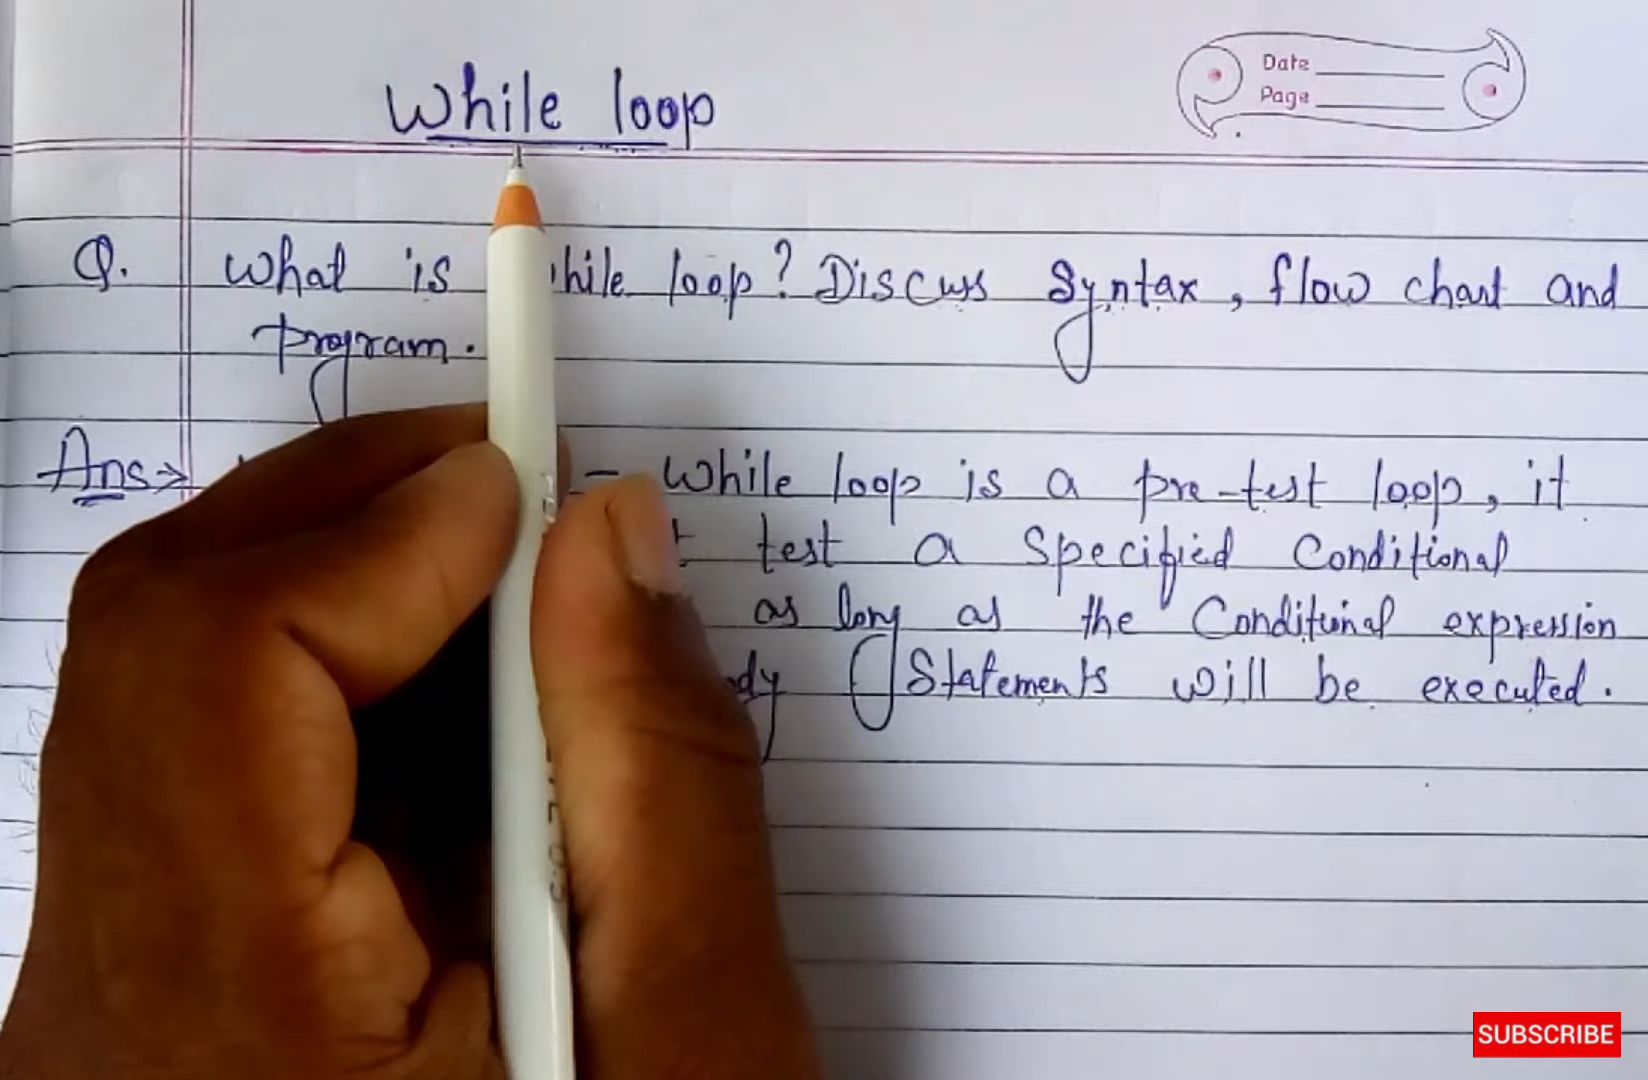 While loop
Date
Page
Q. What is hile loop? Discuss Syntax, flow chart and
program.
Ans⇒ - While loop is a pre-test loop, it
test a Specified Conditional
as long as the Conditional expression
Statements will be executed.
SUBSCRIBE